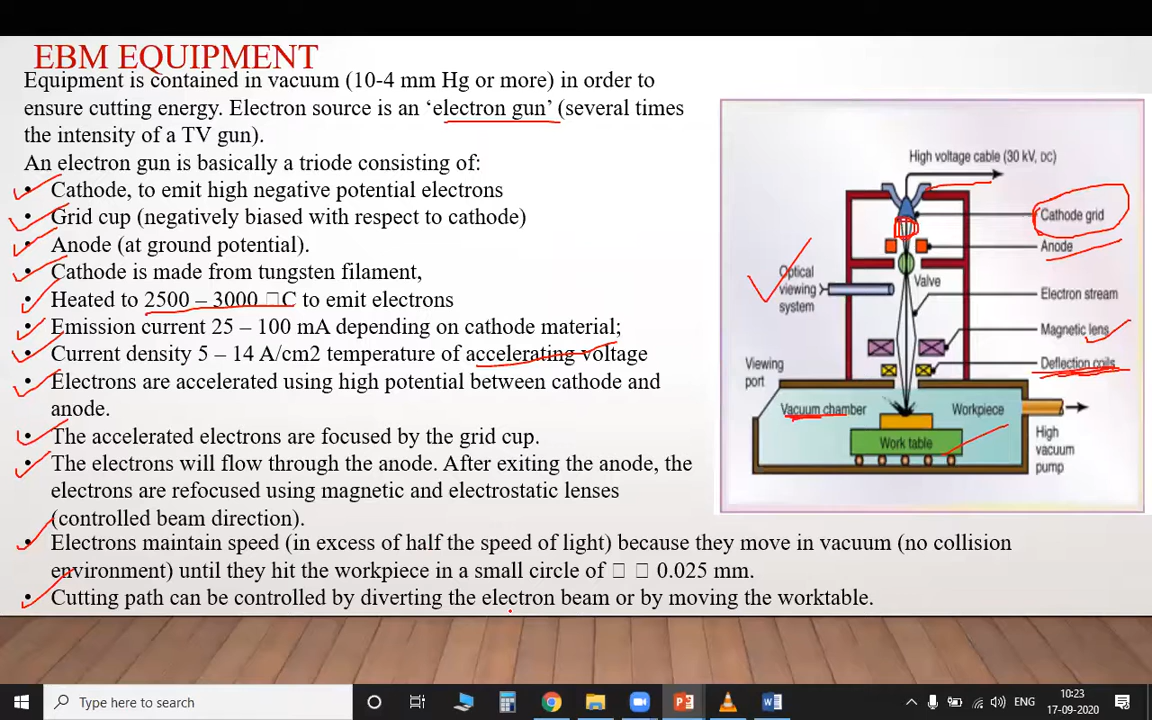 EBM EQUIPMENT
Equipment is contained in vacuum (10-4 mm Hg or more) in order to
ensure cutting energy. Electron source is an ‘electron gun’ (several times
the intensity of a TV gun).
An electron gun is basically a triode consisting of:
• Cathode, to emit high negative potential electrons
• Grid cup (negatively biased with respect to cathode)
• Anode (at ground potential).
• Cathode is made from tungsten filament,
• Heated to 2500 – 3000 □C to emit electrons
• Emission current 25 – 100 mA depending on cathode material;
• Current density 5 – 14 A/cm2 temperature of accelerating voltage
• Electrons are accelerated using high potential between cathode and
anode.
• The accelerated electrons are focused by the grid cup.
• The electrons will flow through the anode. After exiting the anode, the
electrons are refocused using magnetic and electrostatic lenses
(controlled beam direction).
• Electrons maintain speed (in excess of half the speed of light) because they move in vacuum (no collision
environment) until they hit the workpiece in a small circle of □ □ 0.025 mm.
• Cutting path can be controlled by diverting the electron beam or by moving the worktable.
High voltage cable (30 kV, DC)
Cathode grid
Anode
Optical
viewing
system
Valve
Electron stream
Magnetic lens
Viewing
port
Deflection coils
Vacuum chamber
Workpiece
Work table
High
vacuum
pump
Type here to search
ENG
10:23
17-09-2020